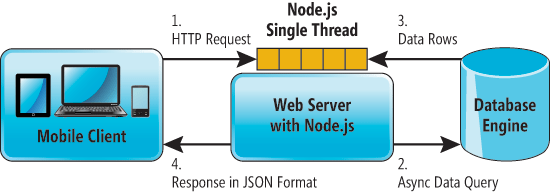 Node.js
Single Thread
1.
HTTP Request
3.
Data Rows
Mobile Client
Web Server
with Node.js
Database
Engine
4.
Response in JSON Format
2.
Async Data Query